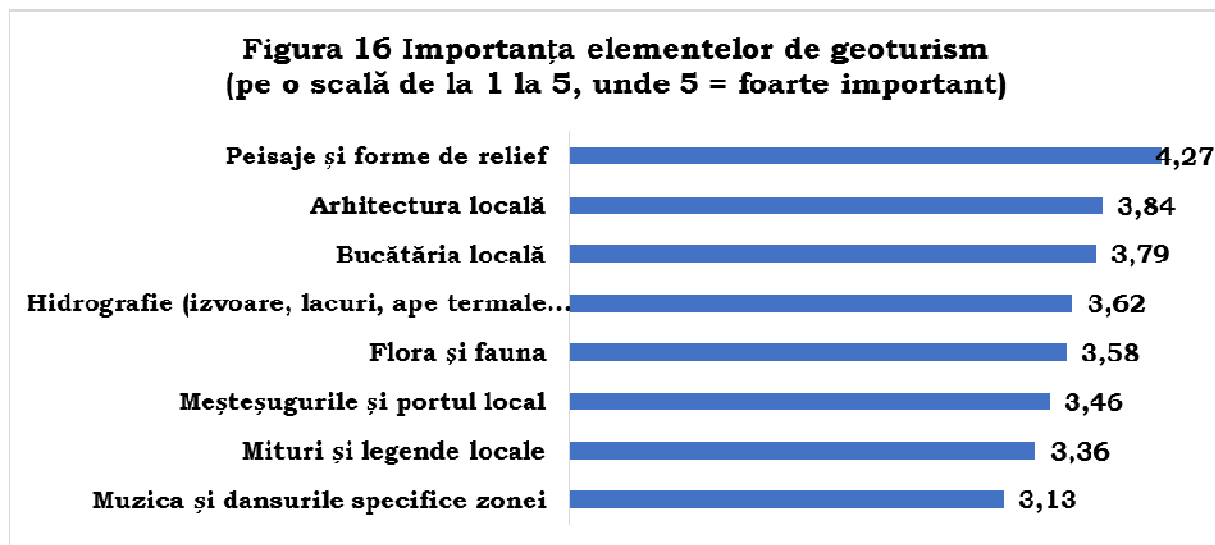 Figura 16 Importanța elementelor de geoturism
(pe o scală de la 1 la 5, unde 5 = foarte important)
Peisaje și forme de relief 4,27
Arhitectura locală 3,84
Bucătăria locală 3,79
Hidrografie (izvoare, lacuri, ape termale... 3,62
Flora și fauna 3,58
Meșteșugurile și portul local 3,46
Mituri și legende locale 3,36
Muzica și dansurile specifice zonei 3,13